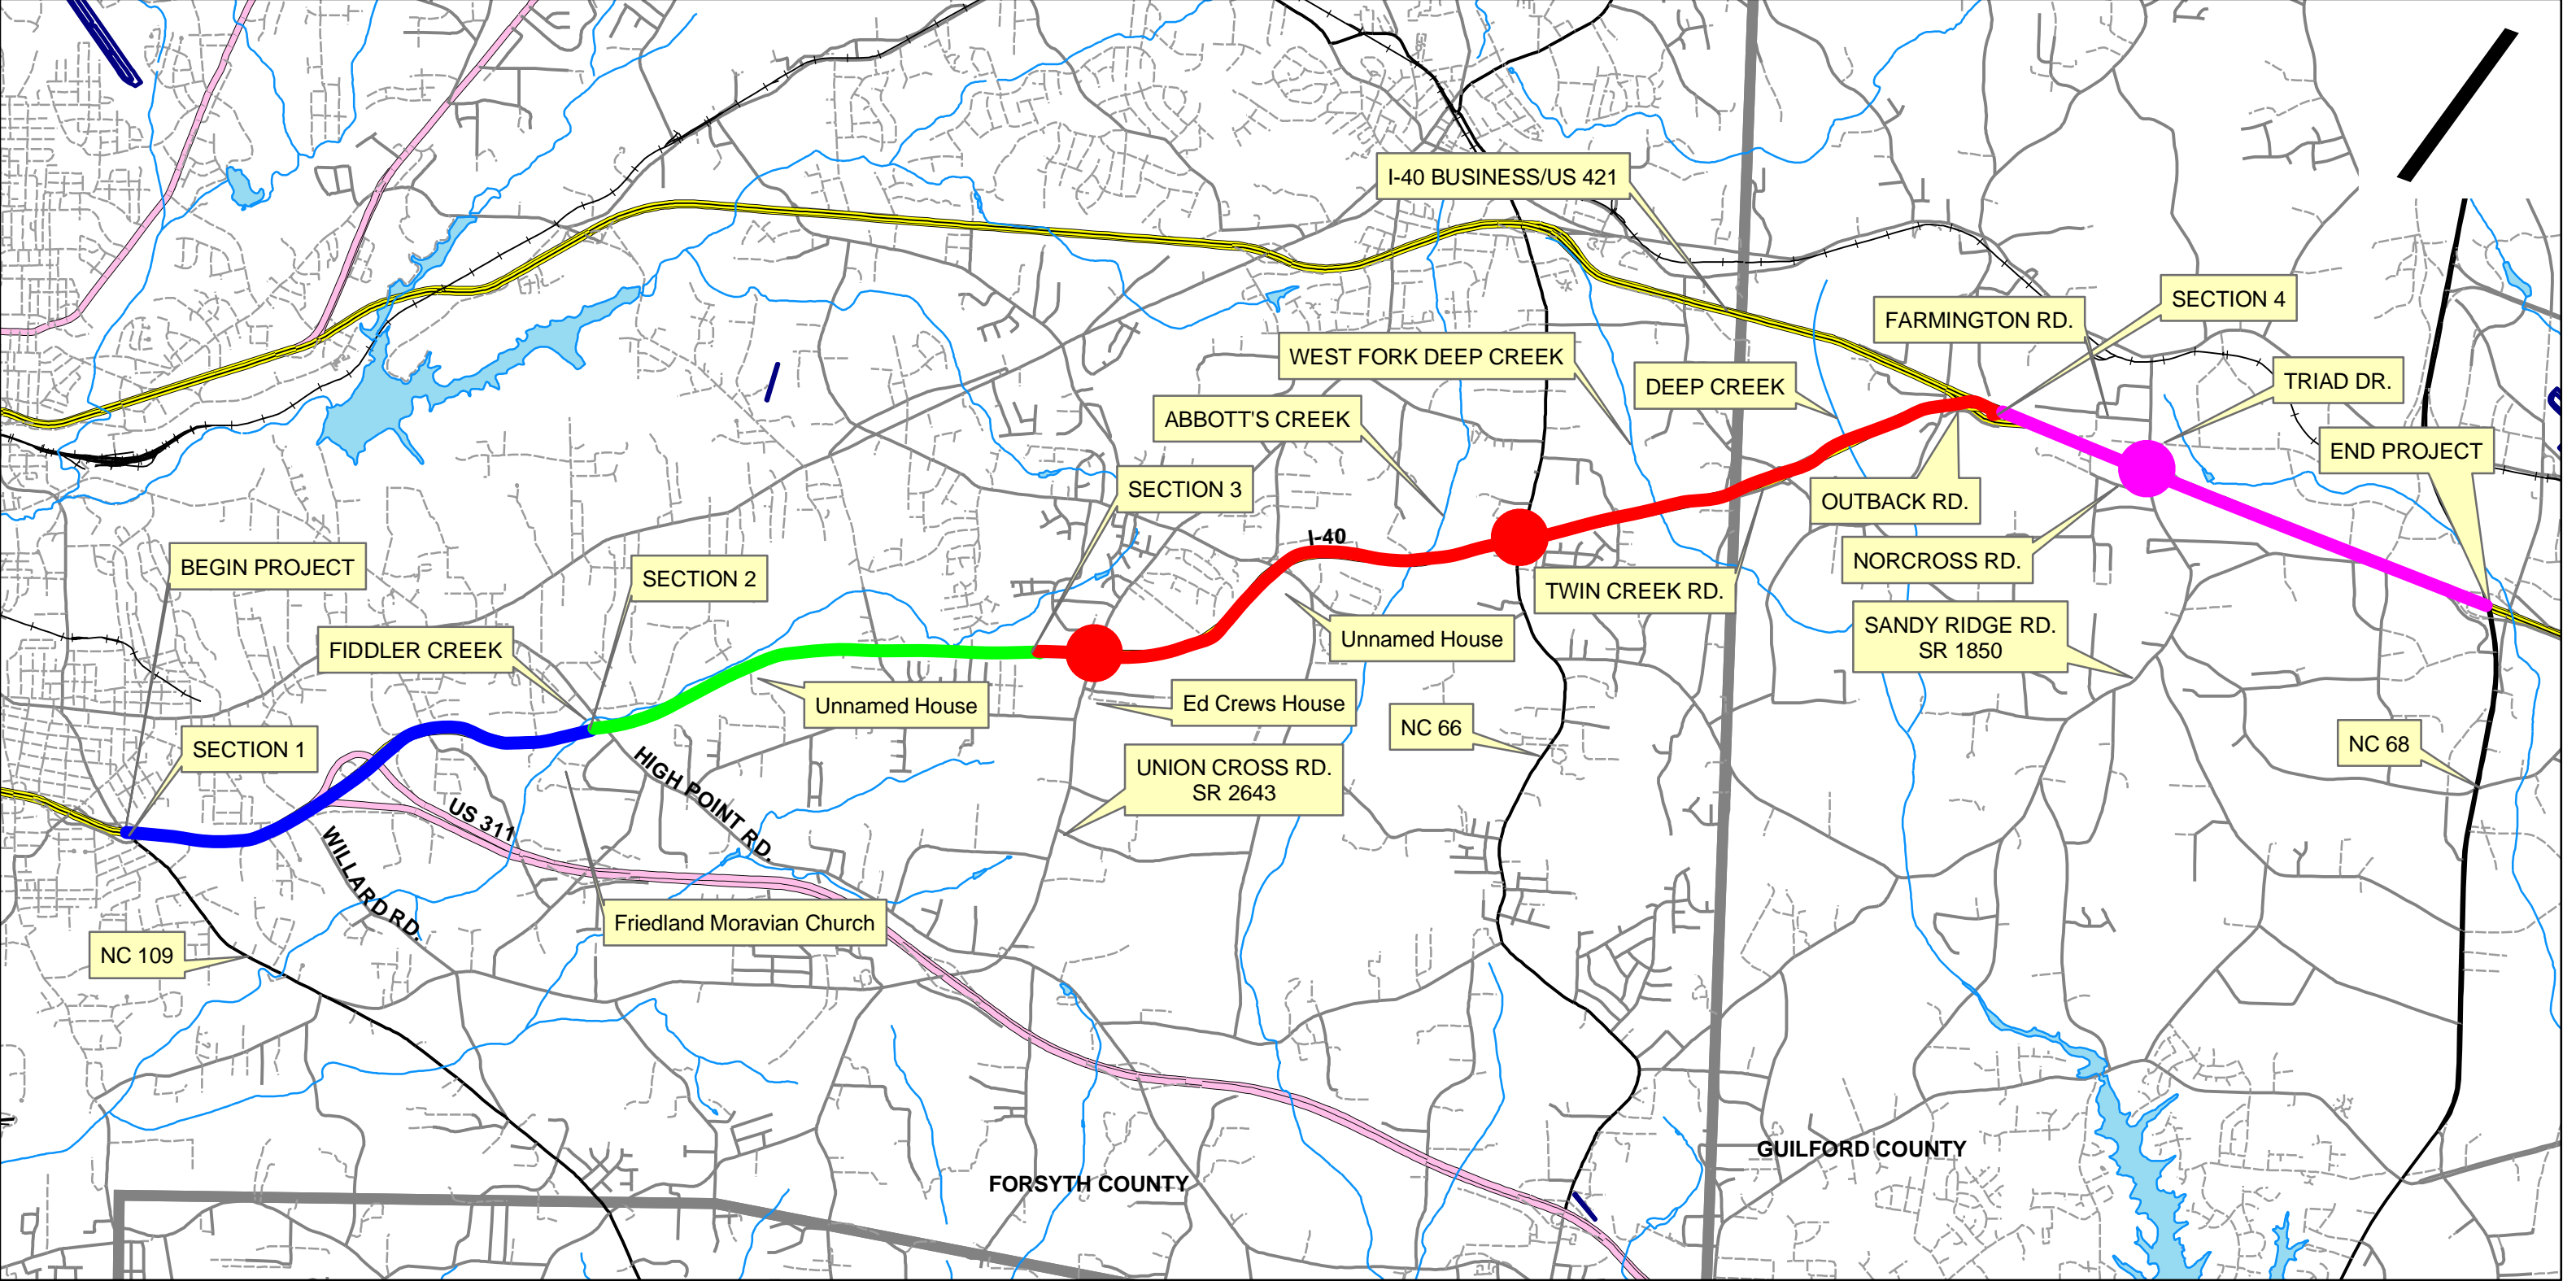 I-40 BUSINESS/US 421
SECTION 4
FARMINGTON RD.
WEST FORK DEEP CREEK
DEEP CREEK
TRIAD DR.
ABBOTT'S CREEK
END PROJECT
SECTION 3
OUTBACK RD.
I-40
BEGIN PROJECT
SECTION 2
NORCROSS RD.
TWIN CREEK RD.
FIDDLER CREEK
Unnamed House
SANDY RIDGE RD.
SR 1850
Unnamed House
Ed Crews House
NC 66
SECTION 1
NC 68
UNION CROSS RD.
SR 2643
HIGH POINT RD.
US 311
WILLARD RD.
Friedland Moravian Church
NC 109
GUILFORD COUNTY
FORSYTH COUNTY